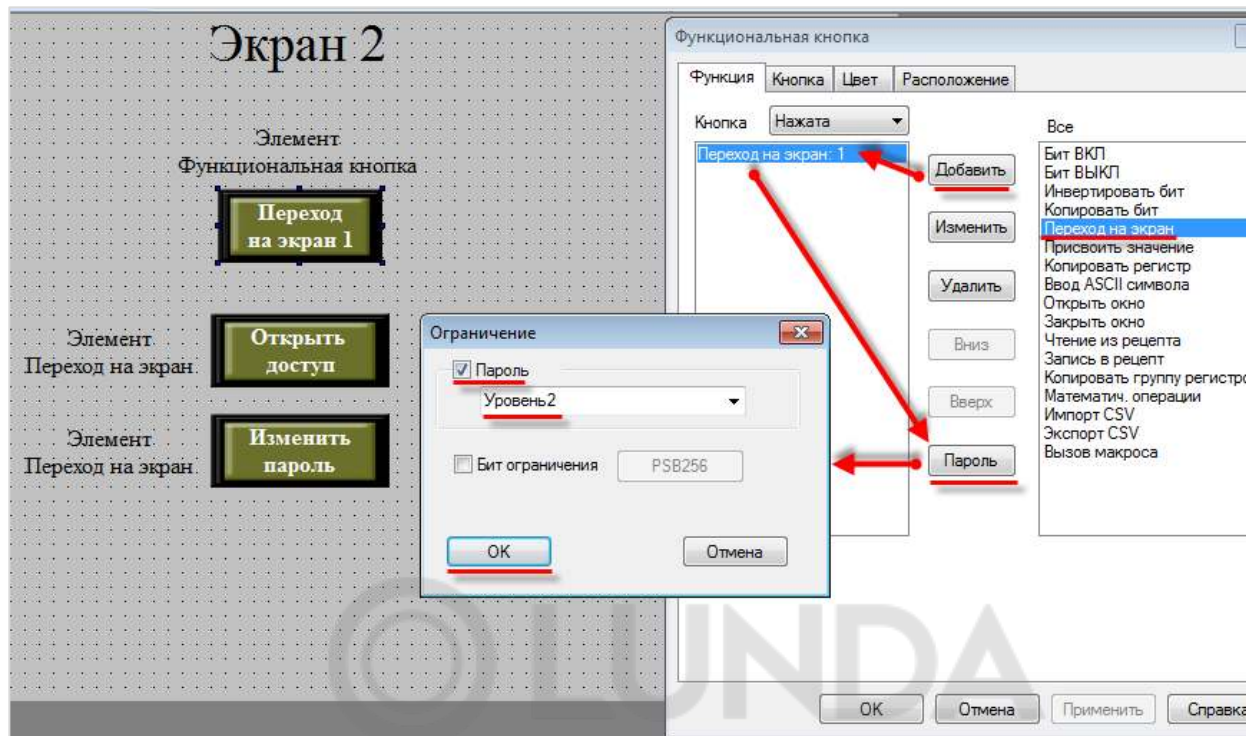 Экран 2
Элемент
Функциональная кнопка
Переход
на экран 1
Элемент
Переход на экран
Открыть
доступ
Элемент
Переход на экран
Изменить
пароль
Ограничение
Пароль
Уровень2
Бит ограничения
PSB256
OK
Отмена
Функциональная кнопка
Функция
Кнопка
Цвет
Расположение
Кнопка
Нажата
Переход на экран: 1
Добавить
Изменить
Удалить
Вниз
Вверх
Пароль
Все
Бит ВКЛ
Бит ВЫКЛ
Инвертировать бит
Копировать бит
Переход на экран
Присвоить значение
Копировать регистр
Ввод ASCII символа
Открыть окно
Закрыть окно
Чтение из рецепта
Запись в рецепт
Копировать группу регистро
Математич. операции
Импорт CSV
Экспорт CSV
Вызов макроса
OK
Отмена
Применить
Справка
LUNDA